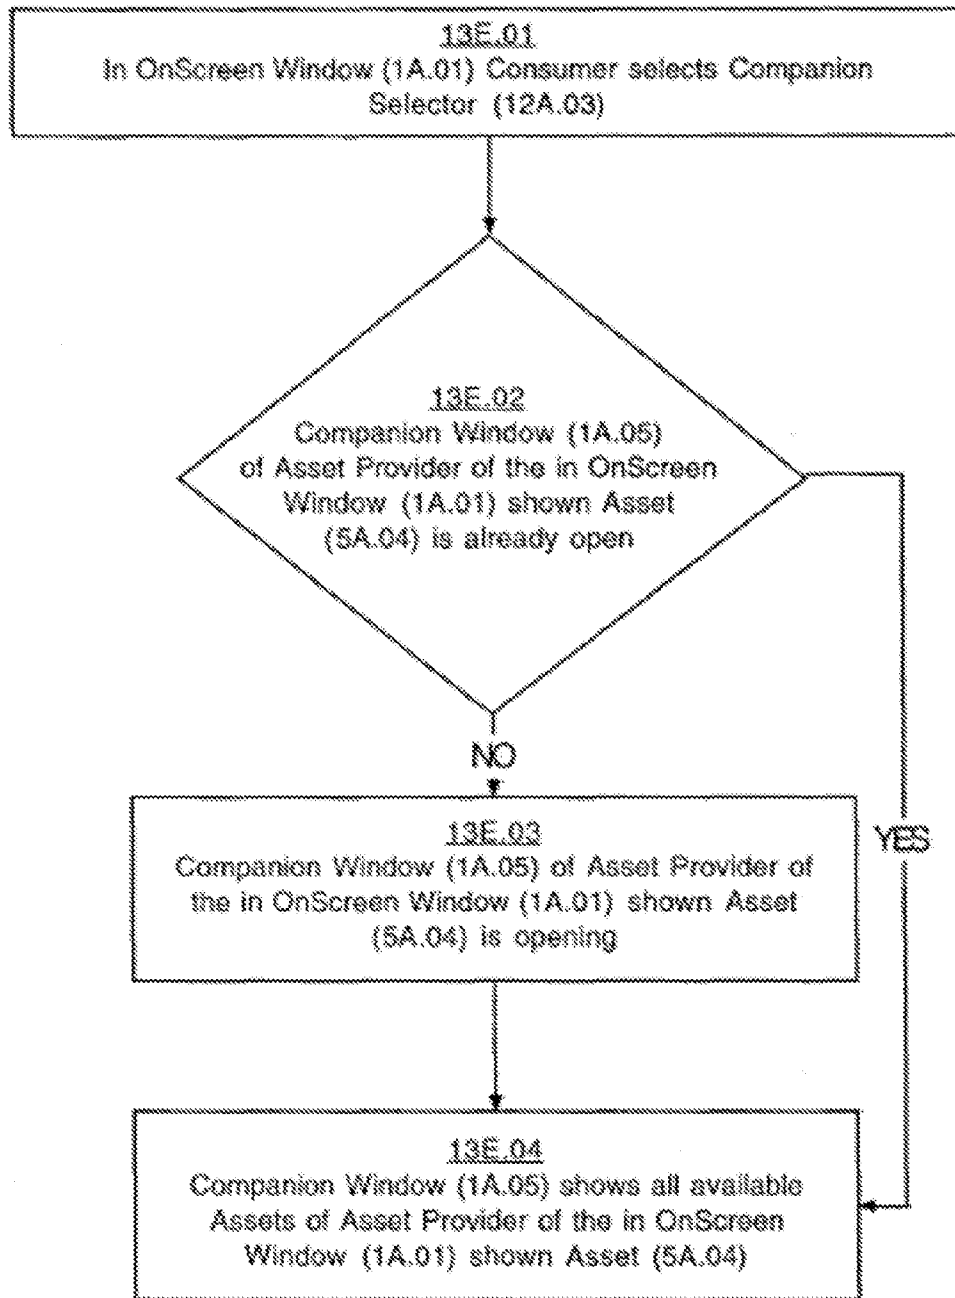 13E.01
In OnScreen Window (1A.01) Consumer selects Companion
Selector (12A.03)
13E.02
Companion Window (1A.05)
of Asset Provider of the in OnScreen
Window (1A.01) shown Asset
(5A.04) is already open
NO
13E.03
Companion Window (1A.05) of Asset Provider of
the in OnScreen Window (1A.01) shown Asset
(5A.04) is opening
YES
13E.04
Companion Window (1A.05) shows all available
Assets of Asset Provider of the in OnScreen
Window (1A.01) shown Asset (5A.04)